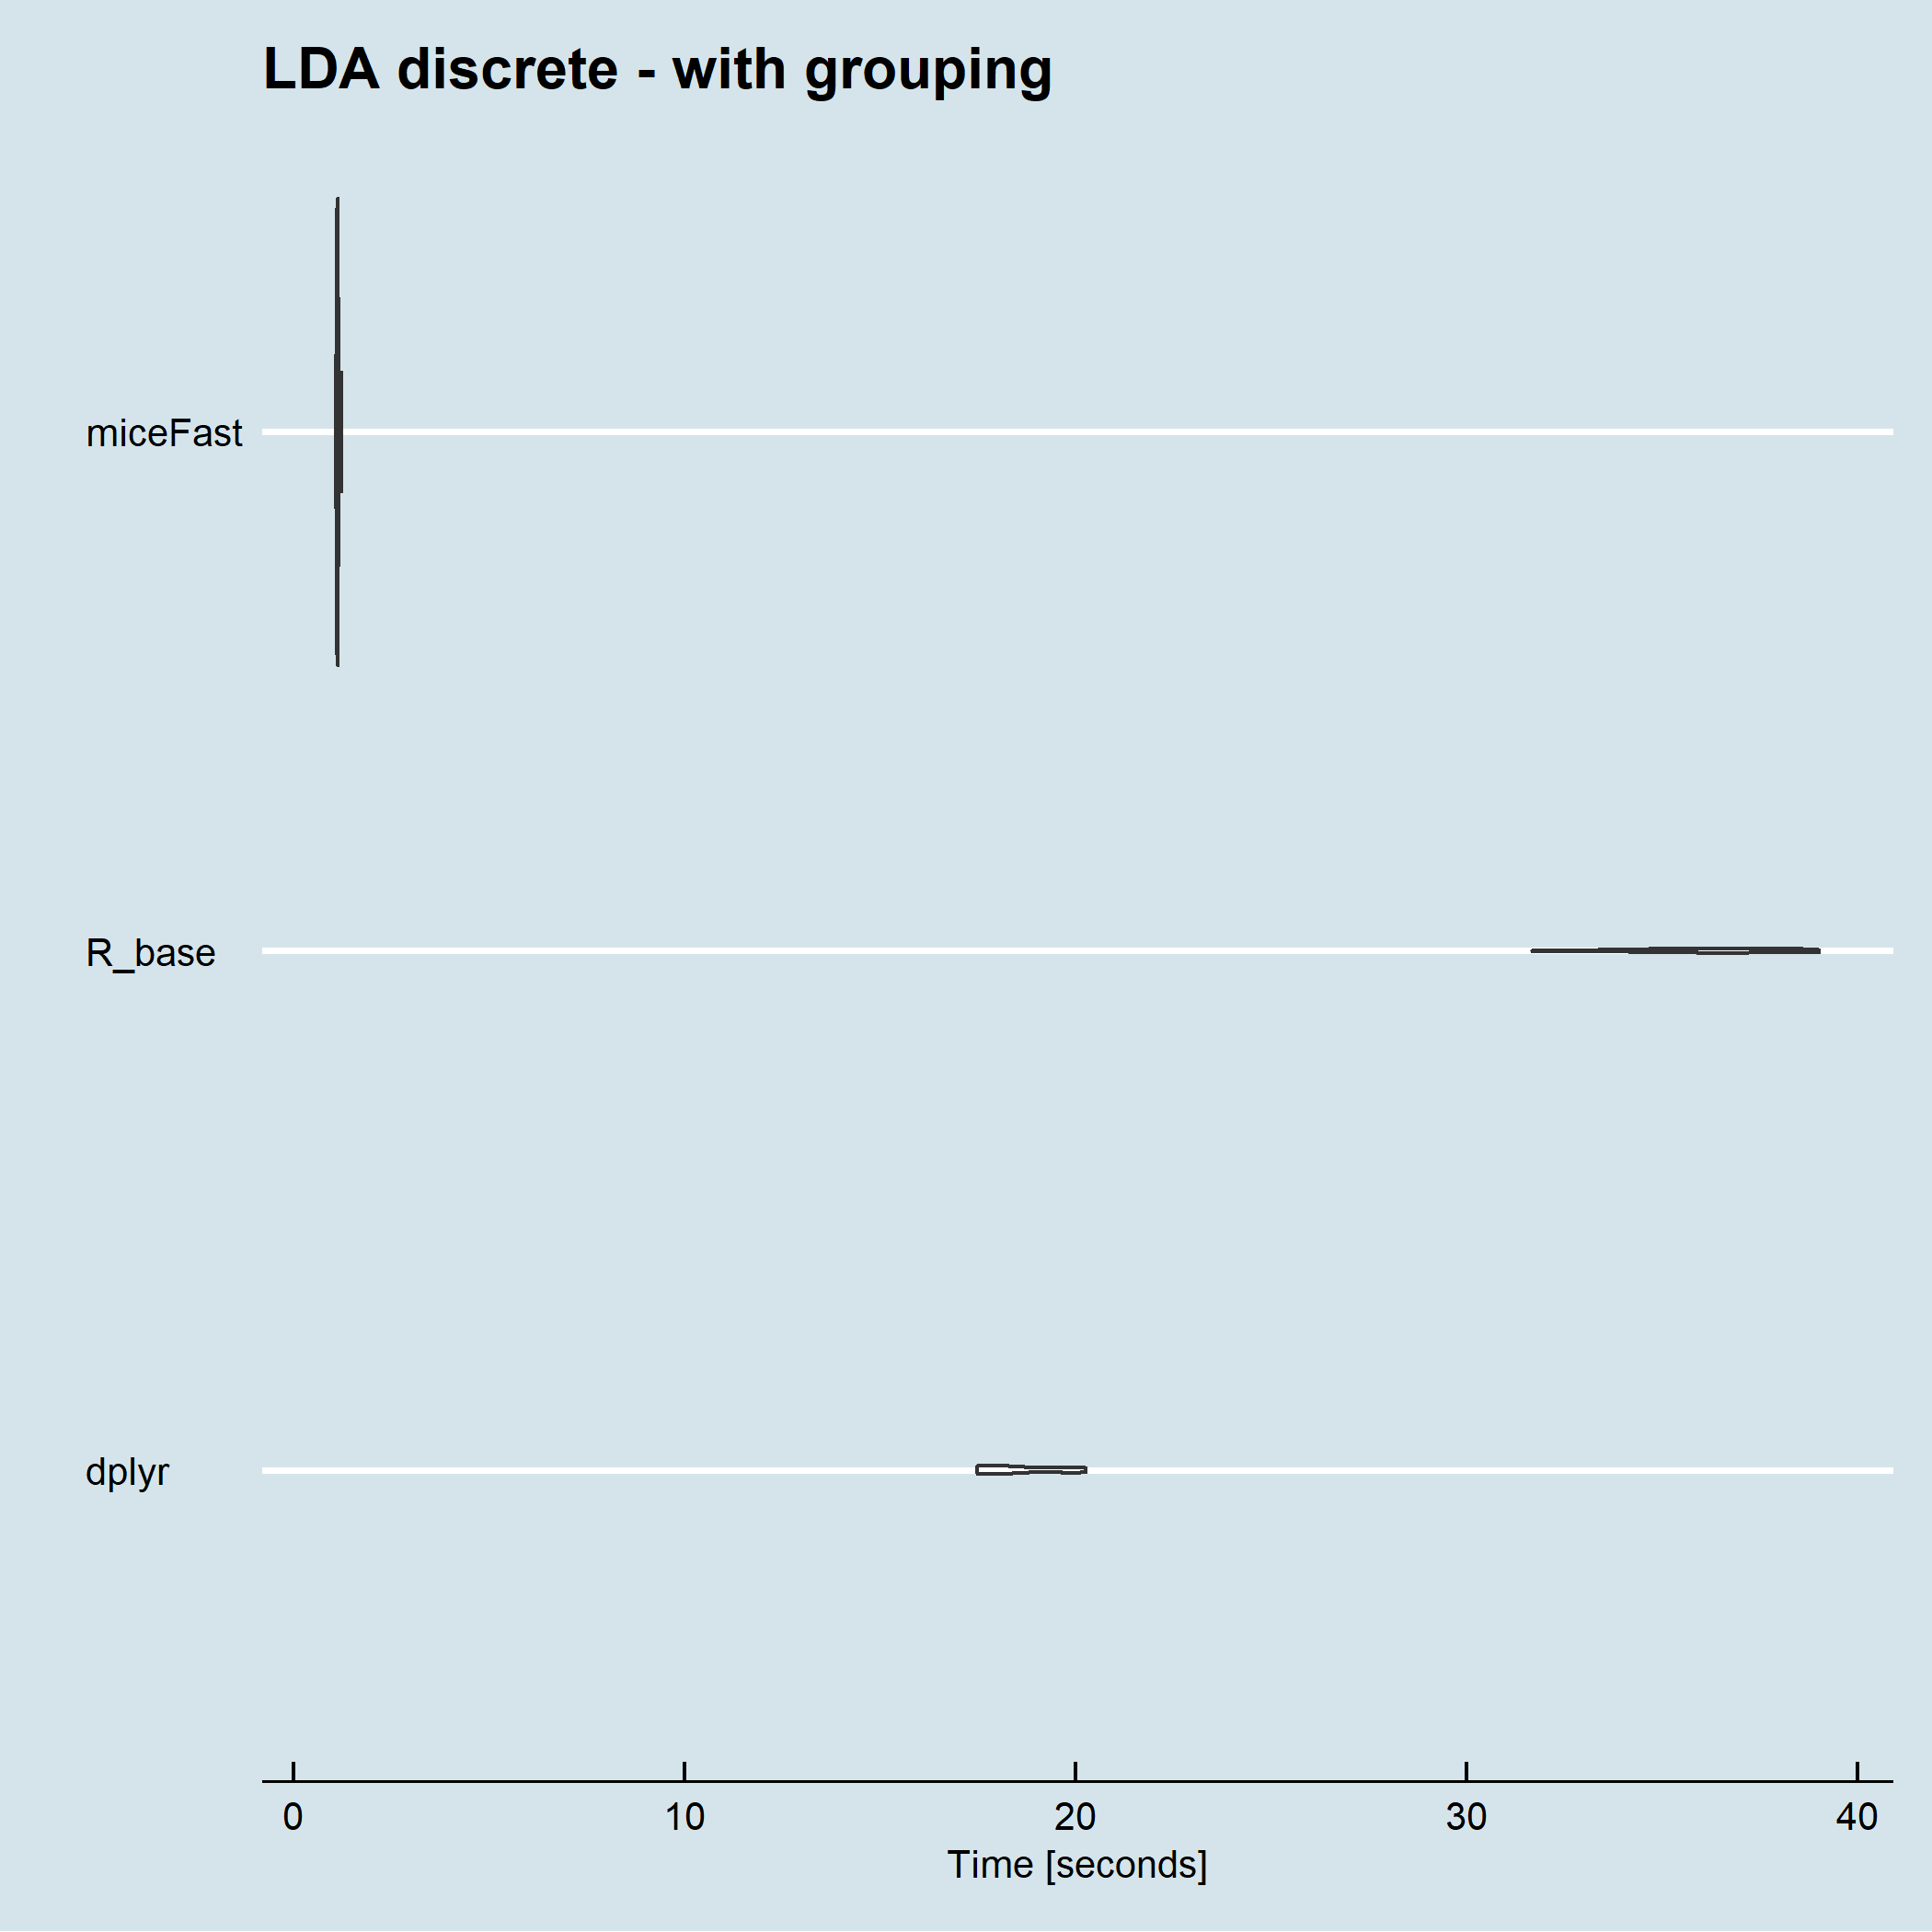 LDA discrete - with grouping
miceFast
R_base
dplyr
0 10 20 30 40
Time [seconds]